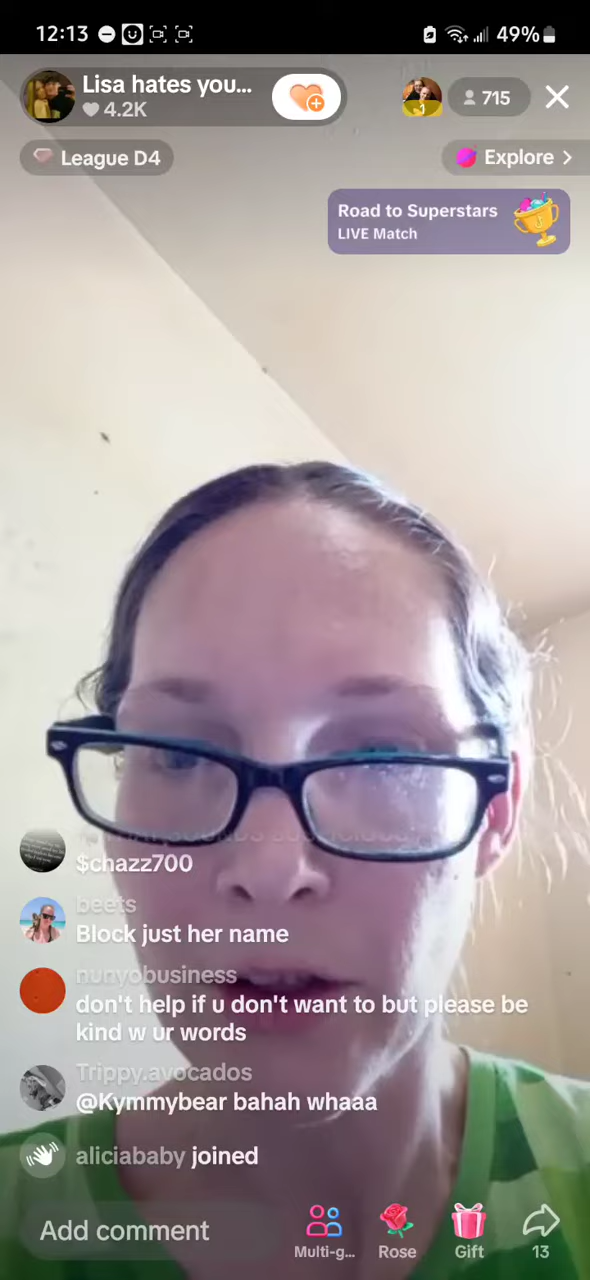 12:13
49%
Lisa hates you...
4.2K
1
715
League D4
Explore >
Road to Superstars
LIVE Match
$chazz700
beets
Block just her name
nunyobusiness
don't help if u don't want to but please be
kind w ur words
Trippy.avocados
@Kymmybear bahah whaaa
aliciababy joined
Add comment
Multi-g...
Rose
Gift
13